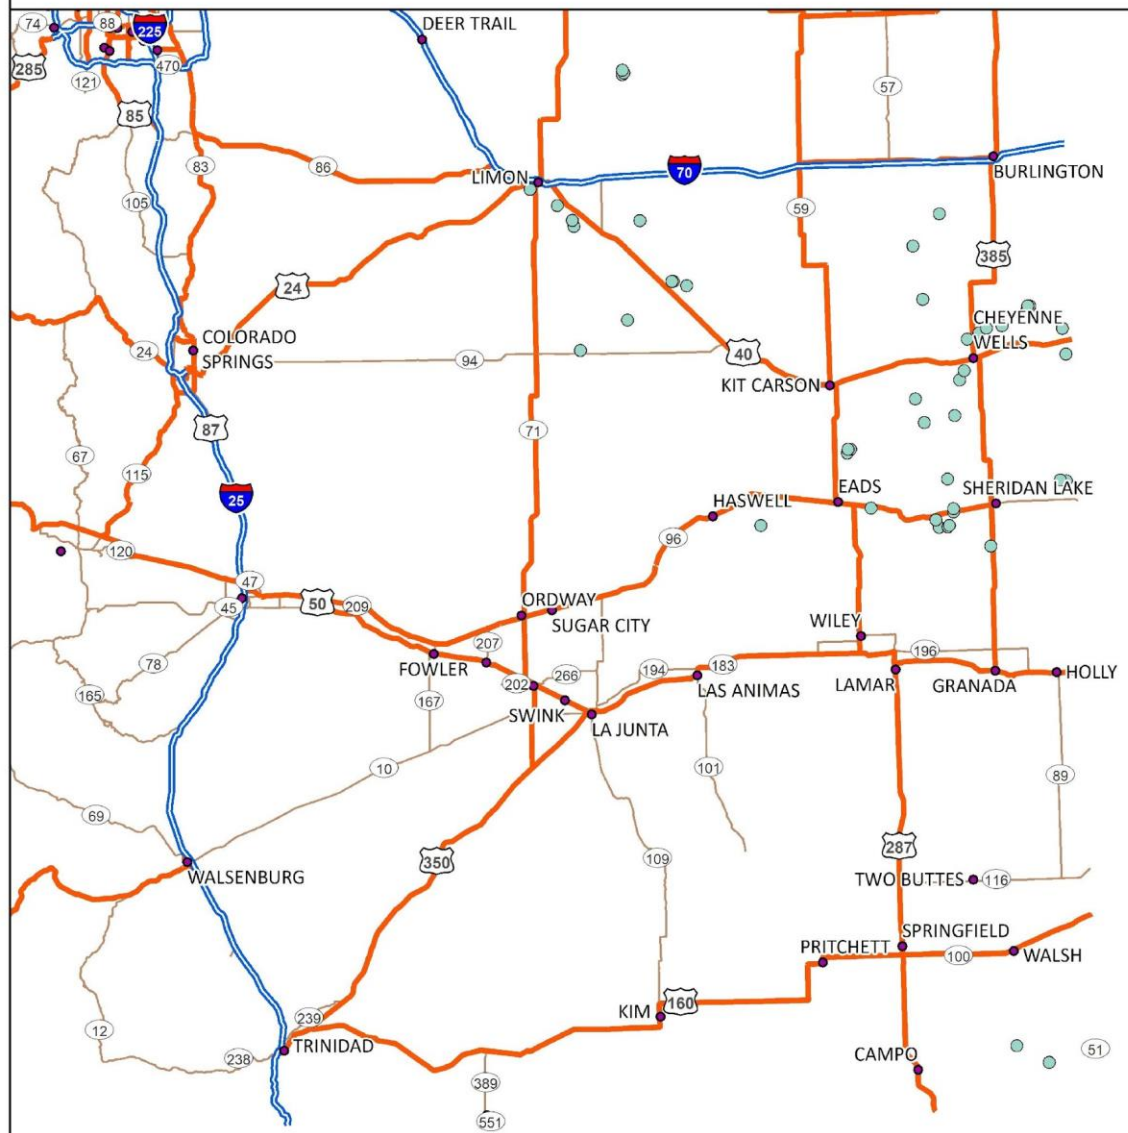 DEER TRAIL
74
88
225
285
470
121
57
85
86
83
LIMON
70
BURLINGTON
105
59
24
385
COLORADO
SPRINGS
CHEYENNE
WELLS
24
94
40
KIT CARSON
87
71
67
115
25
HASWELL
EADS
SHERIDAN LAKE
96
120
47
45
50
209
ORDWAY
SUGAR CITY
WILEY
207
FOWLER
78
266
194
183
196
165
202
167
SWINK
LA JUNTA
LAS ANIMAS
LAMAR
GRANADA
HOLLY
10
101
89
69
350
109
287
WALSENBURG
TWO BUTTES
116
SPRINGFIELD
PRITCHETT
100
WALSH
160
KIM
12
239
238
TRINIDAD
51
CAMPO
389
551